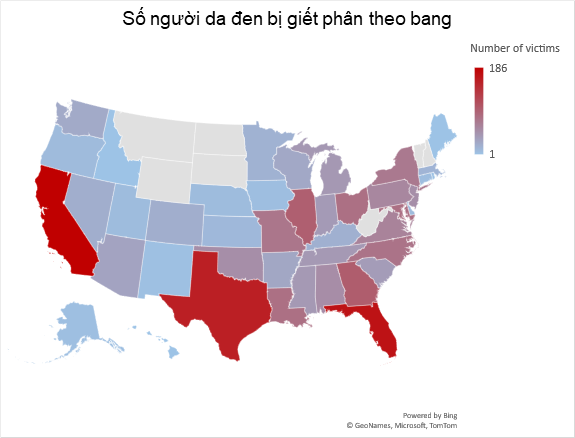 Số người da đen bị giết phân theo bang
Number of victims
186
1
Powered by Bing
© GeoNames, Microsoft, TomTom